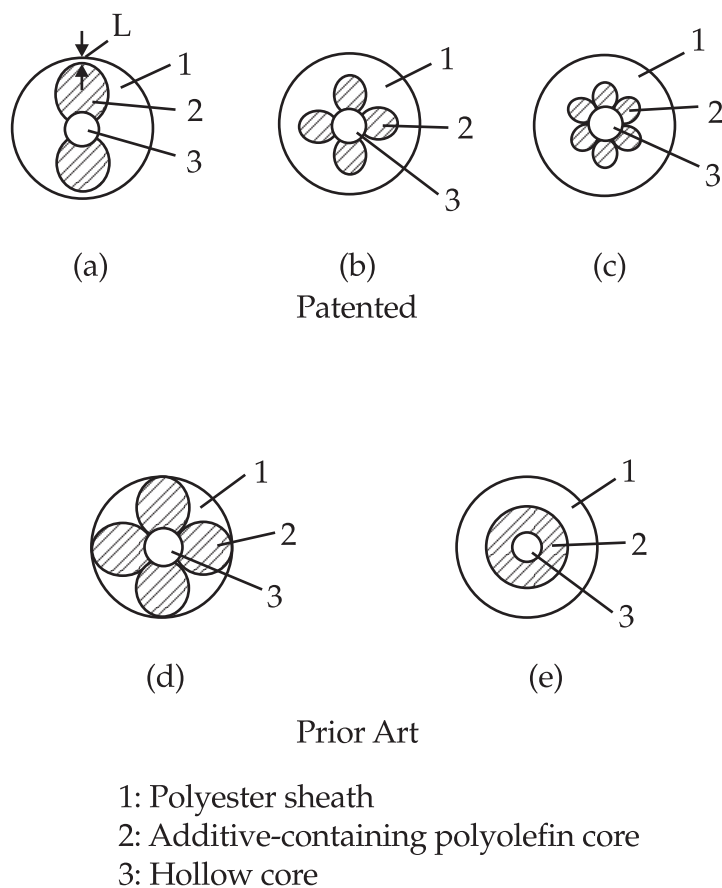 L
1
2
3
1
2
3
1
2
3
(a)
(b)
(c)
Patented
1
2
3
1
2
3
(d)
(e)
Prior Art
1: Polyester sheath
2: Additive-containing polyolefin core
3: Hollow core